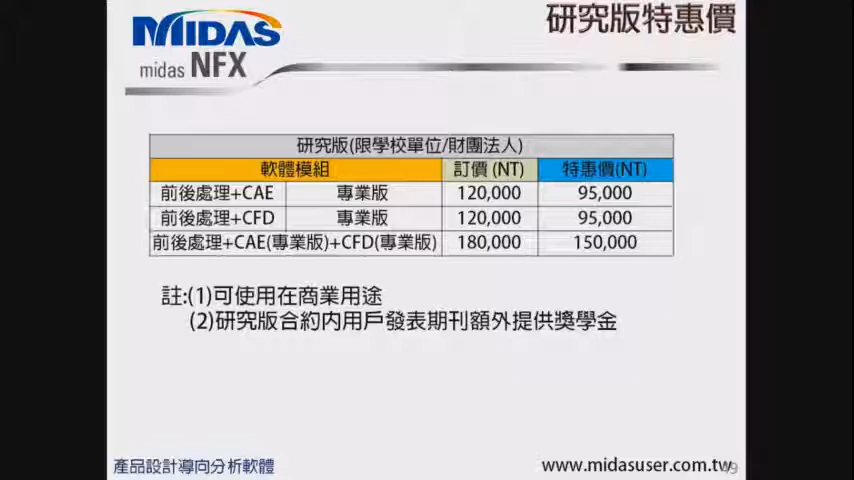 MIDAS
midas NFX
研究版特惠價
研究版(限學校單位/財團法人)
軟體模組 訂價 (NT) 特惠價(NT)
前後處理+CAE 專業版 120,000 95,000
前後處理+CFD 專業版 120,000 95,000
前後處理+CAE(專業版)+CFD(專業版) 180,000 150,000
註:(1)可使用在商業用途
(2)研究版合約内用戶發表期刊額外提供獎學金
產品設計導向分析軟體
www.midasuser.com.tw
49